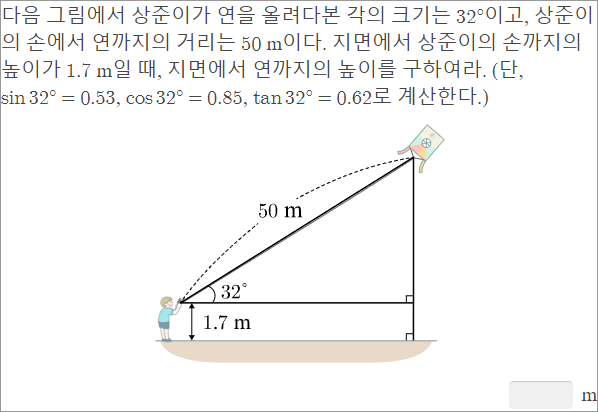 다음 그림에서 상준이가 연을 올려다본 각의 크기는 32°이고, 상준이
의 손에서 연까지의 거리는 50 m이다. 지면에서 상준이의 손까지의
높이가 1.7 m일 때, 지면에서 연까지의 높이를 구하여라. (단,
sin 32° = 0.53, cos 32° = 0.85, tan 32° = 0.62로 계산한다.)
50 m
32°
1.7 m
m